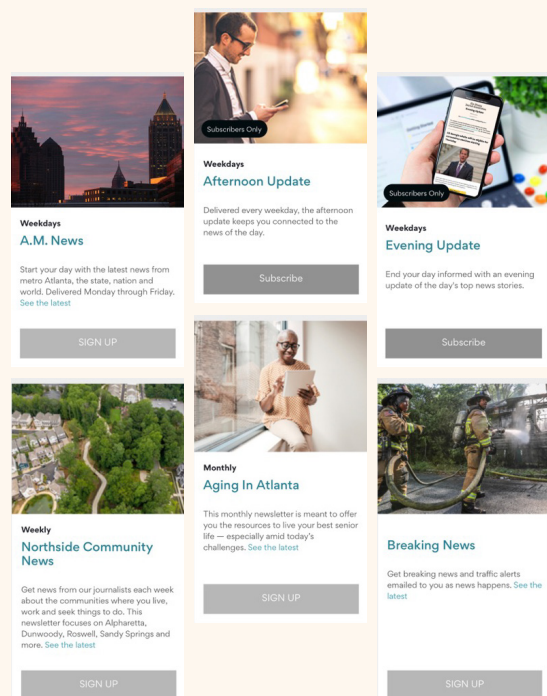 Weekdays
A.M. News
Start your day with the latest news from
metro Atlanta, the state, nation and
world. Delivered Monday through Friday.
See the latest
SIGN UP
Weekly
Northside Community
News
Get news from our journalists each week
about the communities where you live,
work and seek things to do. This
newsletter focuses on Alpharetta,
Dunwoody, Roswell, Sandy Springs and
more. See the latest
SIGN UP
Subscribers Only
Weekdays
Afternoon Update
Delivered every weekday, the afternoon
update keeps you connected to the
news of the day.
Subscribe
Monthly
Aging In Atlanta
This monthly newsletter is meant to offer
you the resources to live your best senior
life — especially amid today's
challenges. See the latest
SIGN UP
Subscribers Only
Weekdays
Evening Update
End your day informed with an evening
update of the day's top news stories.
Subscribe
Breaking News
Get breaking news and traffic alerts
emailed to you as news happens. See the
latest
SIGN UP